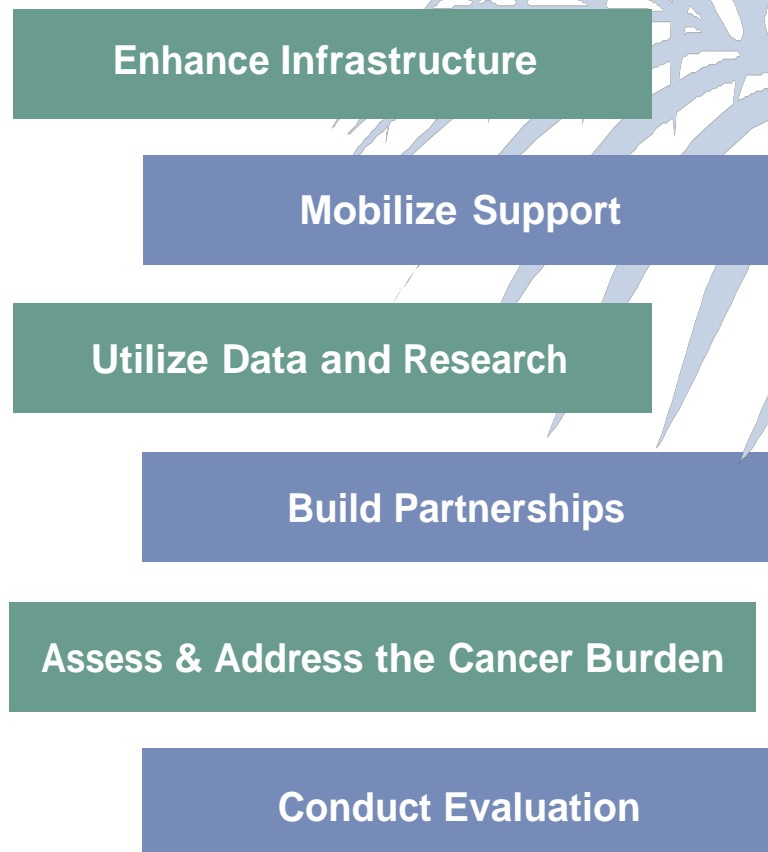 Enhance Infrastructure
Mobilize Support
Utilize Data and Research
Build Partnerships
Assess & Address the Cancer Burden
Conduct Evaluation